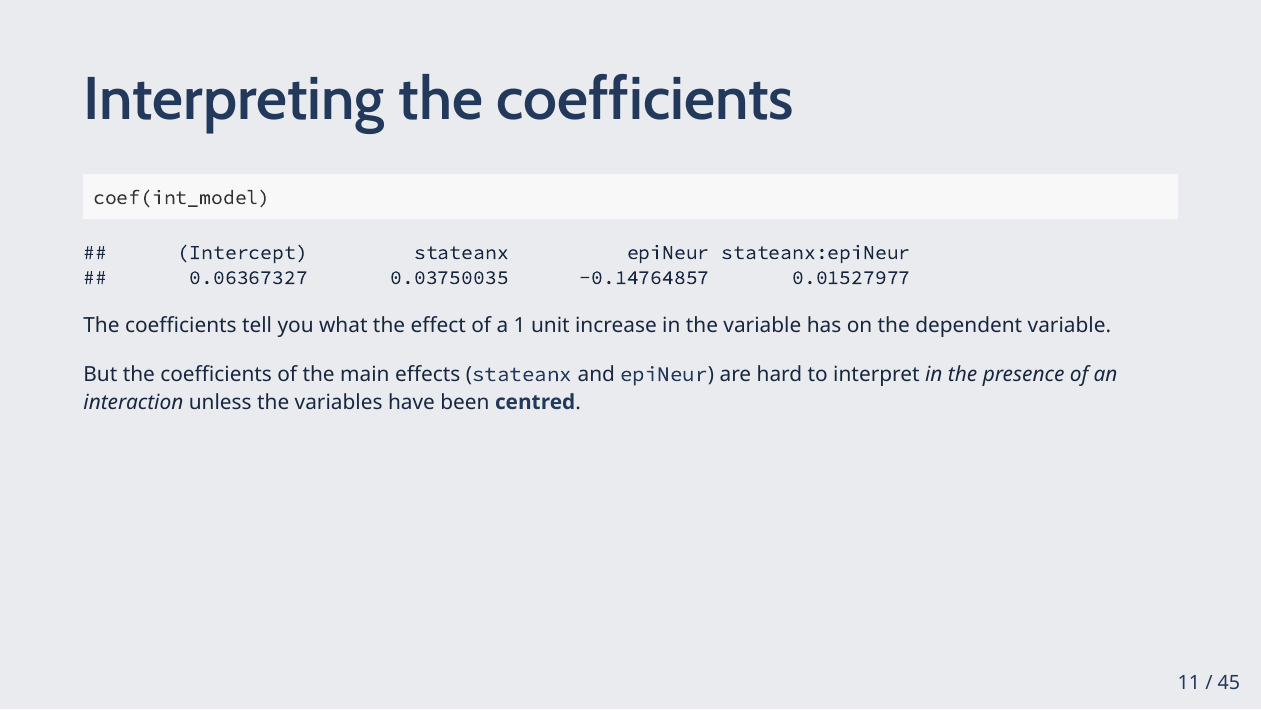 Interpreting the coefficients
coef(int_model)
##      (Intercept)         stateanx          epiNeur stateanx:epiNeur
##       0.06367327       0.03750035      -0.14764857       0.01527977
The coefficients tell you what the effect of a 1 unit increase in the variable has on the dependent variable.
But the coefficients of the main effects (stateanx and epiNeur) are hard to interpret in the presence of an
interaction unless the variables have been centred.
11 / 45